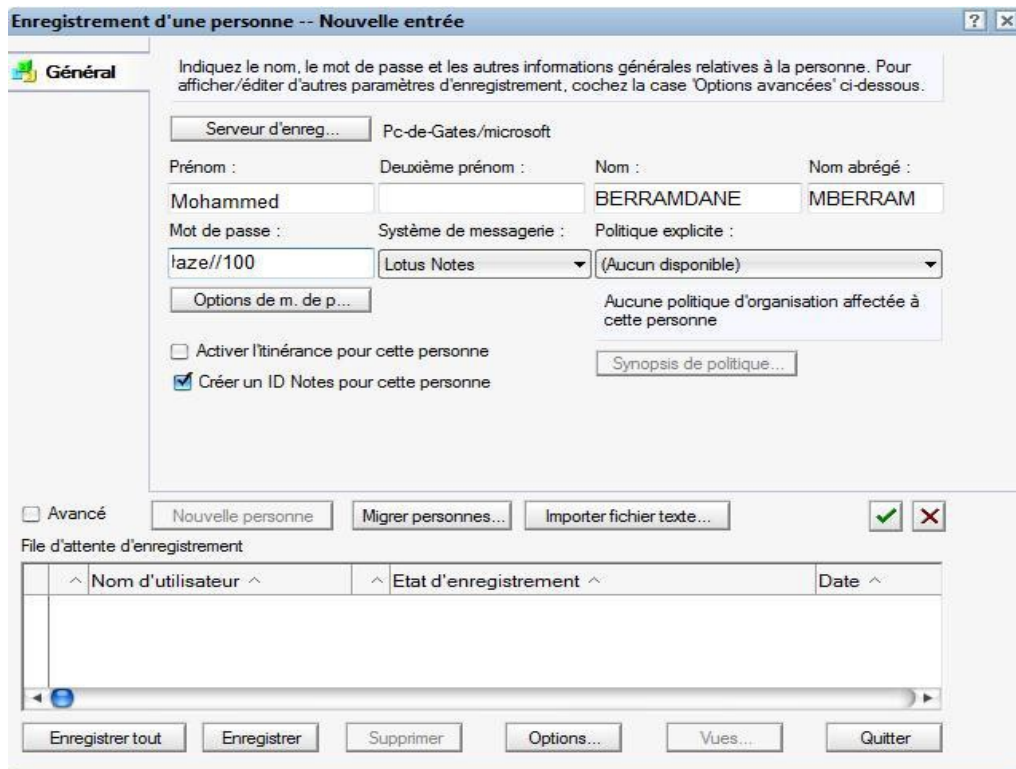 Enregistrement d'une personne -- Nouvelle entrée
Général
Indiquez le nom, le mot de passe et les autres informations générales relatives à la personne. Pour
afficher/éditer d'autres paramètres d'enregistrement, cochez la case 'Options avancées' ci-dessous.
Serveur d'enreg... Pc-de-Gates/microsoft
Prénom : Deuxième prénom : Nom : Nom abrégé :
Mohammed BERRAMDANE MBERRAM
Mot de passe : Système de messagerie : Politique explicite :
aze//100 Lotus Notes (Aucun disponible)
Options de m. de p...
Aucune politique d'organisation affectée à
cette personne
Activer l'itinérance pour cette personne
Synopsis de politique...
Créer un ID Notes pour cette personne
Avancé Nouvelle personne Migrer personnes... Importer fichier texte...
File d'attente d'enregistrement
Nom d'utilisateur Etat d'enregistrement Date
Enregistrer tout Enregistrer Supprimer Options... Vues... Quitter